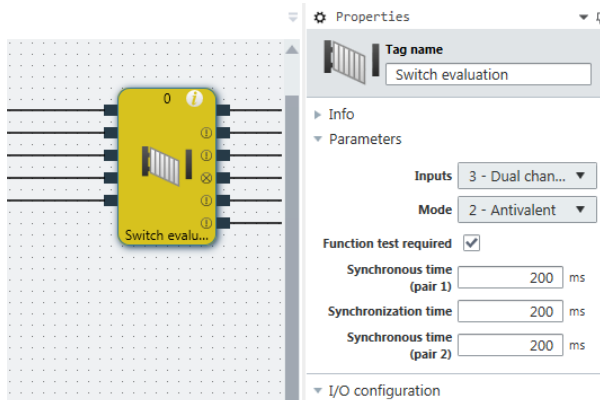 Properties
Tag name
Switch evaluation
0 i
Switch evalu...
Info
Parameters
Inputs 3 - Dual chan...
Mode 2 - Antivalent
Function test required
Synchronous time
(pair 1) 200 ms
Synchronization time 200 ms
Synchronous time
(pair 2) 200 ms
I/O configuration